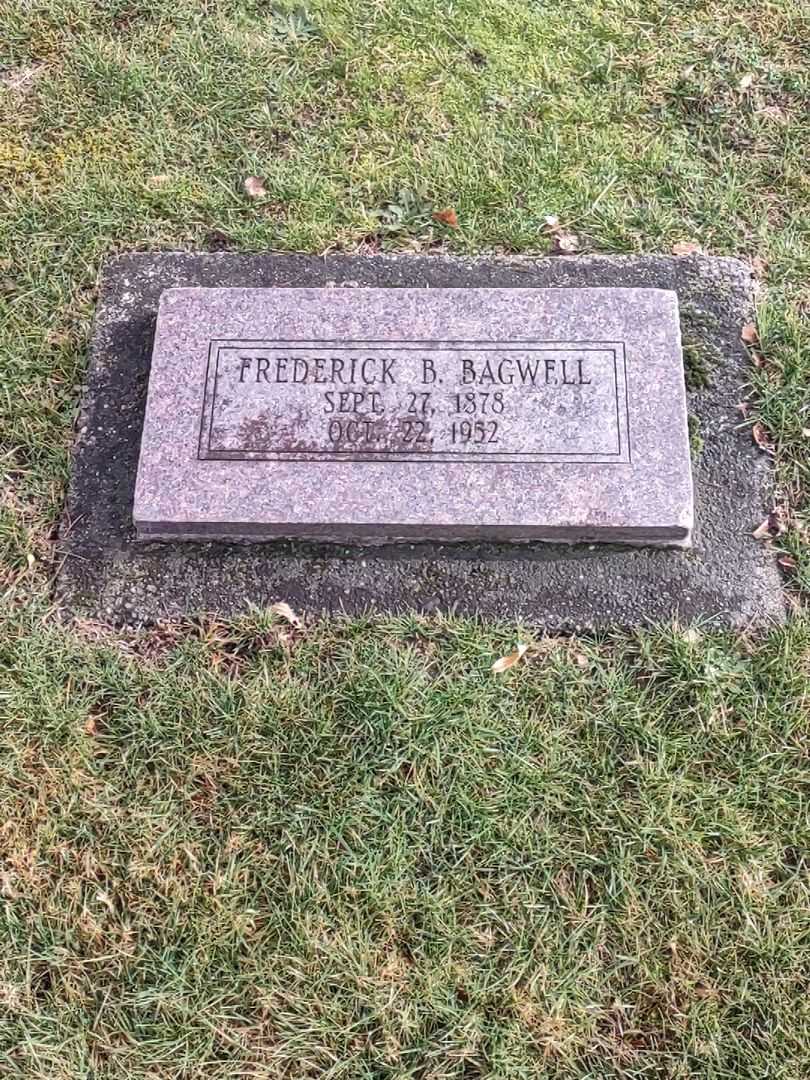 FREDERICK B. BAGWELL
SEPT. 27, 1878
OCT. 22, 1952